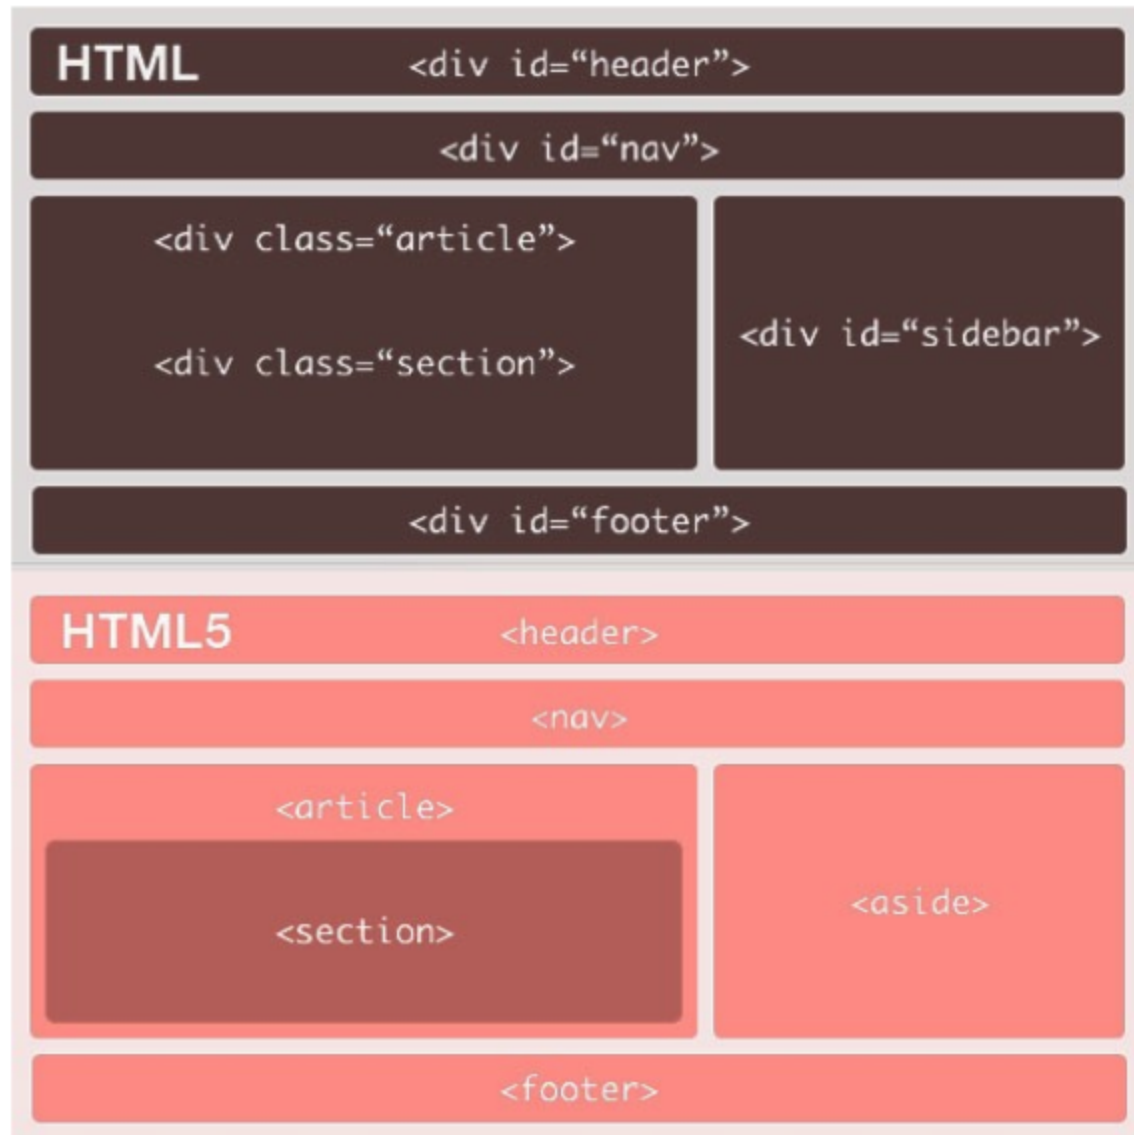 HTML <div id=“header”>
<div id=“nav”>
<div class=“article”>
<div class=“section”>
<div id=“sidebar”>
<div id=“footer”>
HTML5 <header>
<nav>
<article>
<section>
<aside>
<footer>